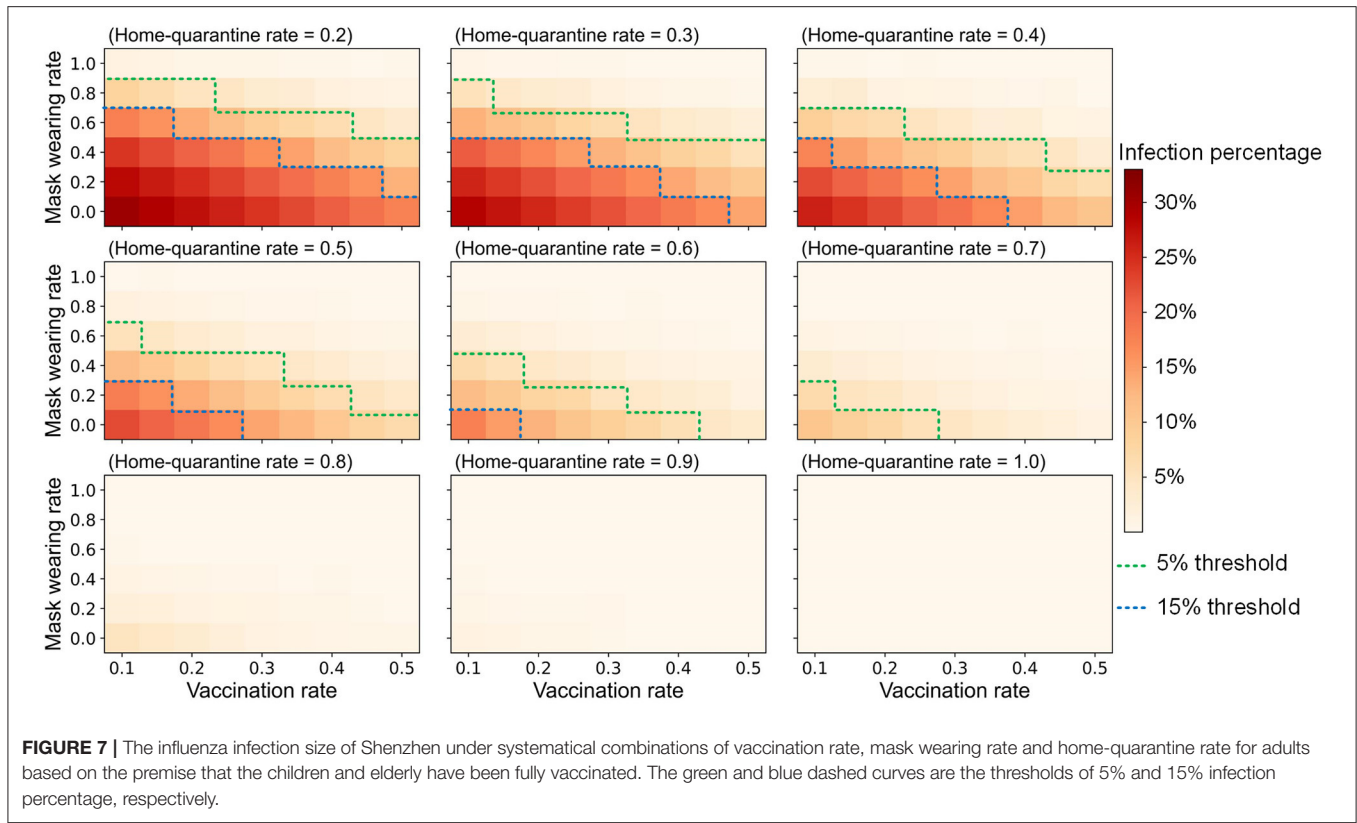 (Home-quarantine rate = 0.2)
(Home-quarantine rate = 0.3)
(Home-quarantine rate = 0.4)
Mask wearing rate
1.0
0.8
0.6
0.4
0.2
0.0
Infection percentage
30%
25%
20%
15%
10%
5%
(Home-quarantine rate = 0.5)
(Home-quarantine rate = 0.6)
(Home-quarantine rate = 0.7)
Mask wearing rate
1.0
0.8
0.6
0.4
0.2
0.0
(Home-quarantine rate = 0.8)
(Home-quarantine rate = 0.9)
(Home-quarantine rate = 1.0)
Mask wearing rate
1.0
0.8
0.6
0.4
0.2
0.0
5% threshold
15% threshold
0.1 0.2 0.3 0.4 0.5
0.1 0.2 0.3 0.4 0.5
0.1 0.2 0.3 0.4 0.5
Vaccination rate
Vaccination rate
Vaccination rate
FIGURE 7 | The influenza infection size of Shenzhen under systematical combinations of vaccination rate, mask wearing rate and home-quarantine rate for adults
based on the premise that the children and elderly have been fully vaccinated. The green and blue dashed curves are the thresholds of 5% and 15% infection
percentage, respectively.